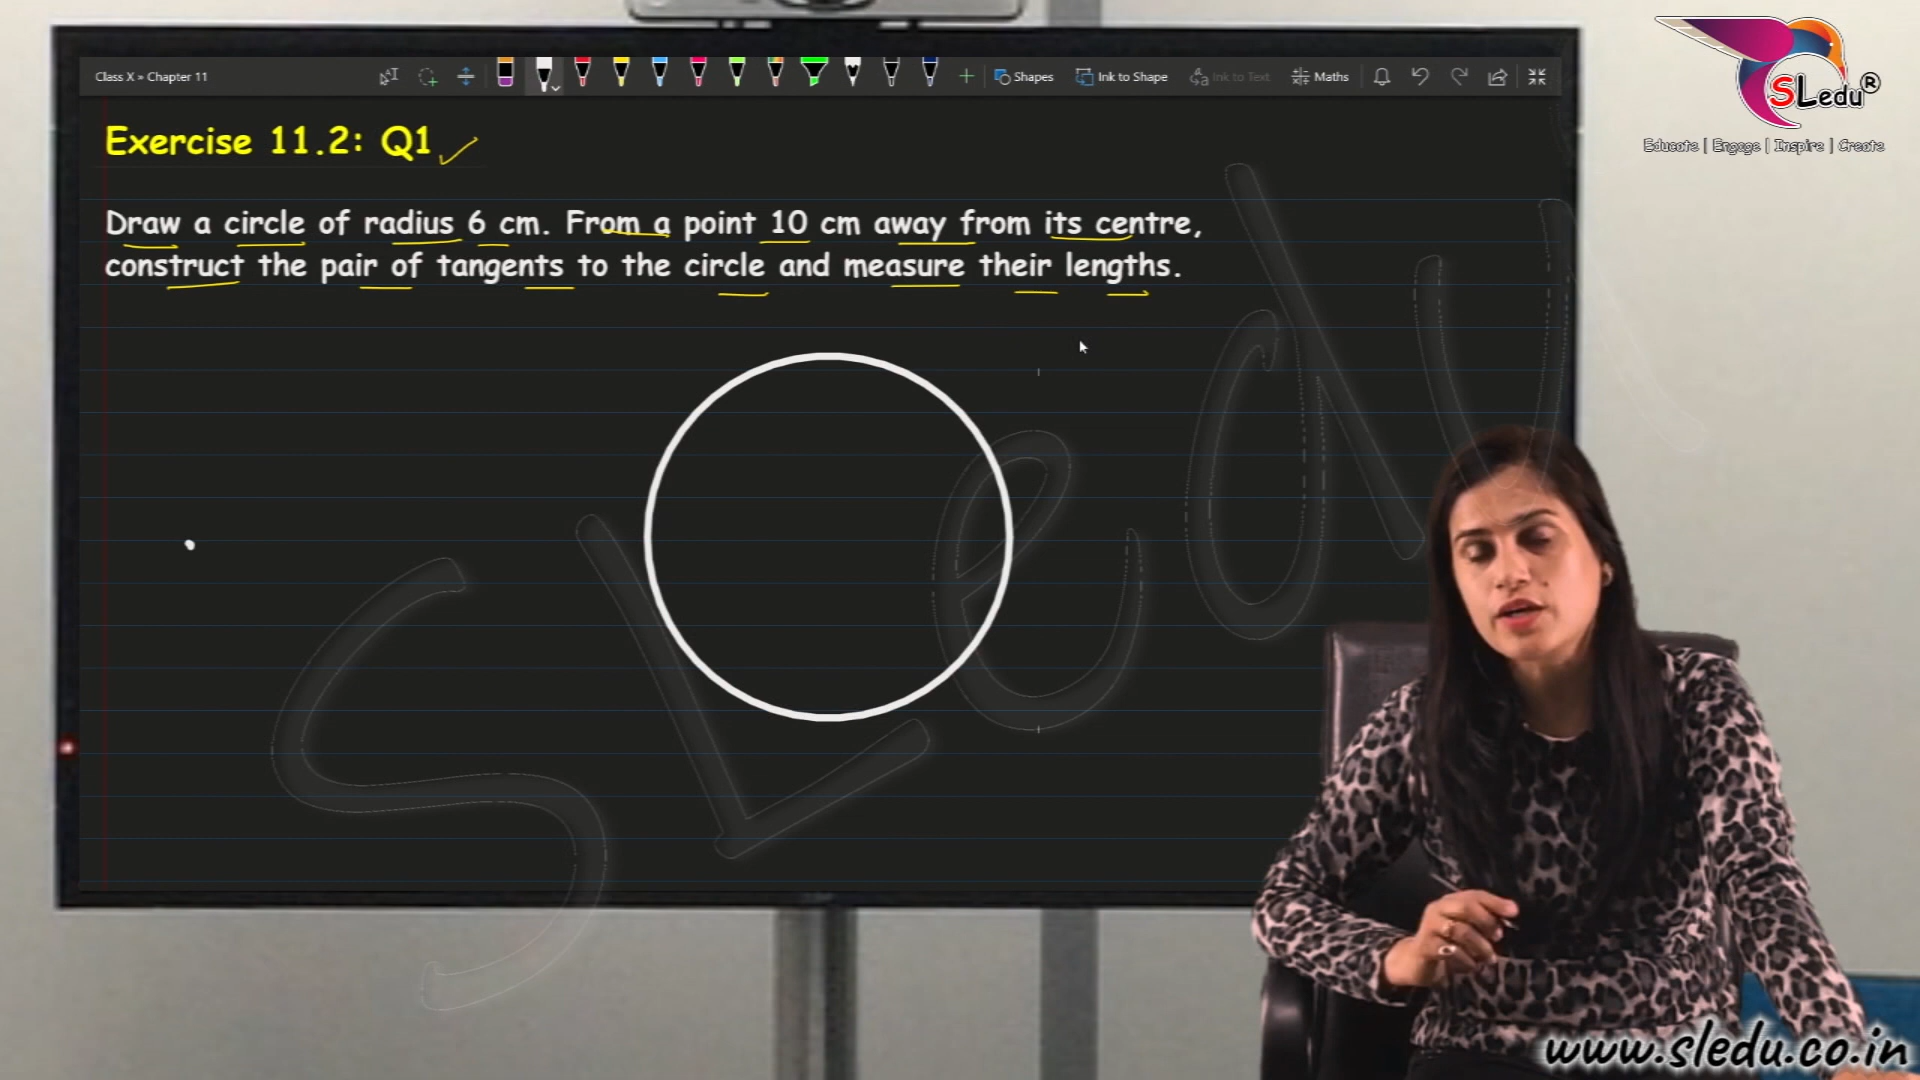 SLedu®
Educate | Engage | Inspire | Create
Class X » Chapter 11
Shapes
Ink to Shape
Ink to Text
Maths
Exercise 11.2: Q1
Draw a circle of radius 6 cm. From a point 10 cm away from its centre,
construct the pair of tangents to the circle and measure their lengths.
SLedu
www.sledu.co.in